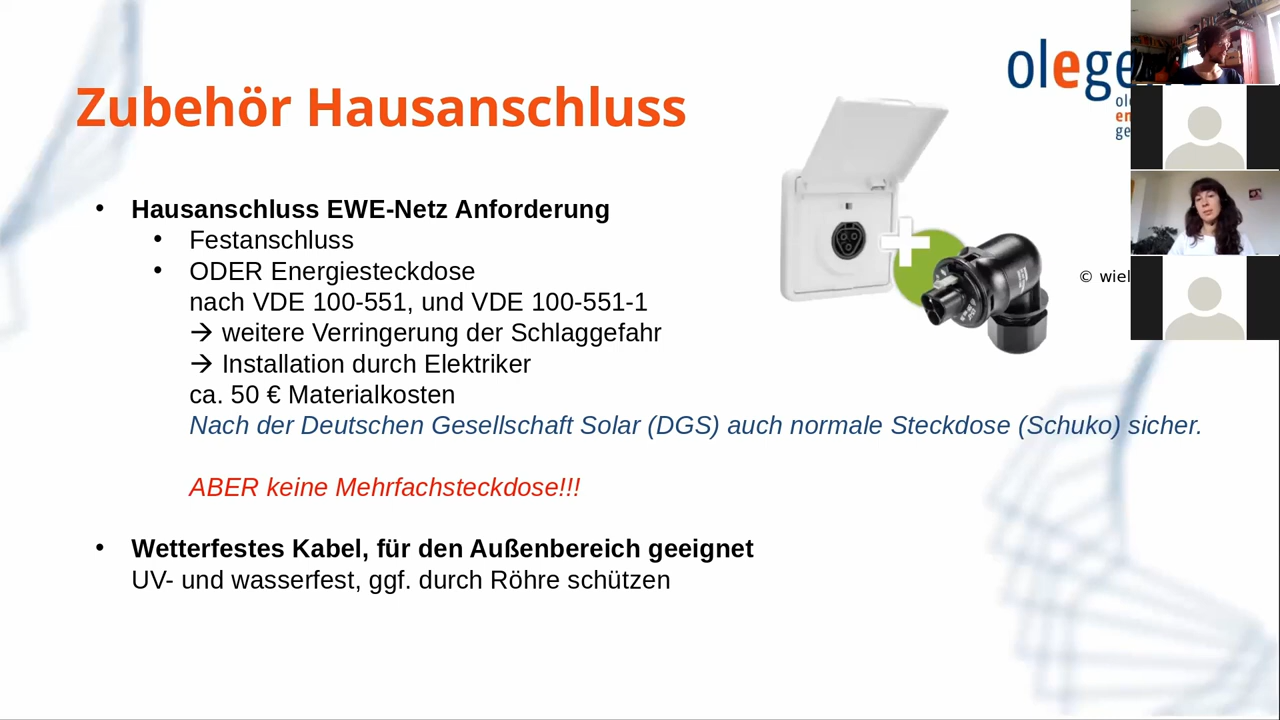 Zubehör Hausanschluss
olege
ol
en
ge
• Hausanschluss EWE-Netz Anforderung
• Festanschluss
• ODER Energiesteckdose
nach VDE 100-551, und VDE 100-551-1
→ weitere Verringerung der Schlaggefahr
→ Installation durch Elektriker
ca. 50 € Materialkosten
Nach der Deutschen Gesellschaft Solar (DGS) auch normale Steckdose (Schuko) sicher.
ABER keine Mehrfachsteckdose!!!
© wiel
• Wetterfestes Kabel, für den Außenbereich geeignet
UV- und wasserfest, ggf. durch Röhre schützen